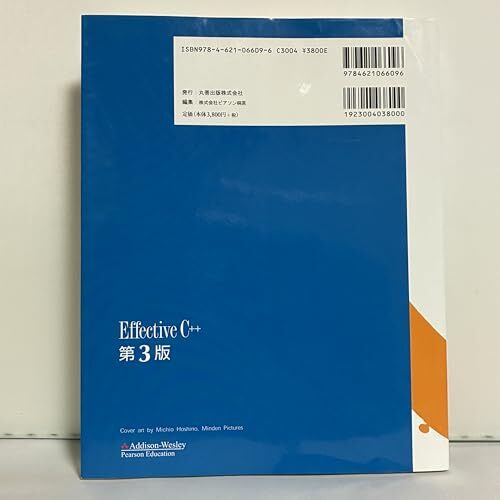 ISBN978-4-621-06609-6 C3004 ¥3800E
9784621066096
発行 丸善出版株式会社
編集 株式会社ピアソン桐原
定価(本体3,800円+税)
1923004038000
Effective C++
第3版
Cover art by Michio Hoshino, Minden Pictures
Addison-Wesley
Pearson Education